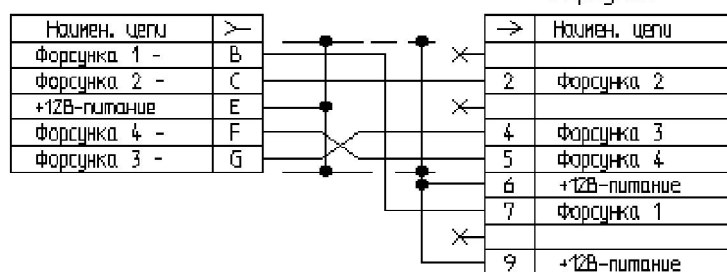 Наимен. цепи
Форсунка 1 - B
Форсунка 2 - C
+12В-питание E
Форсунка 4 - F
Форсунка 3 - G
Наимен. цепи
2 Форсунка 2
4 Форсунка 3
5 Форсунка 4
6 +12В-питание
7 Форсунка 1
9 +12В-питание